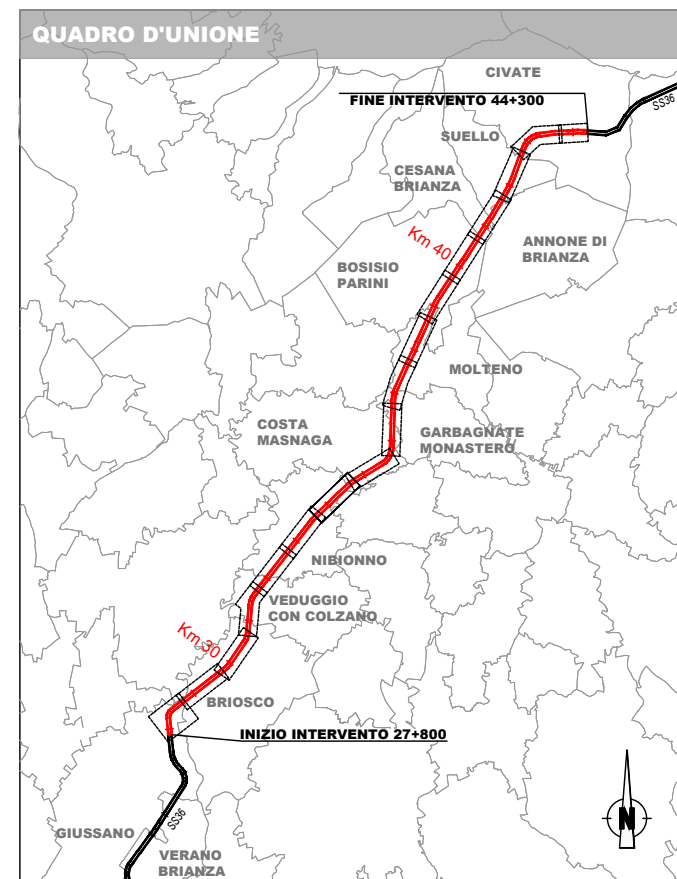 QUADRO D'UNIONE
CIVATE
FINE INTERVENTO 44+300
SS36
SUELLO
CESANA
BRIANZA
Km 40
ANNONE DI
BRIANZA
BOSISIO
PARINI
MOLTENO
COSTA
MASNAGA
GARBAGNATE
MONASTERO
NIBIONNO
VEDUGGIO
CON COLZANO
Km 30
BRIOSCO
INIZIO INTERVENTO 27+800
SS36
GIUSSANO
VERANO
BRIANZA
N